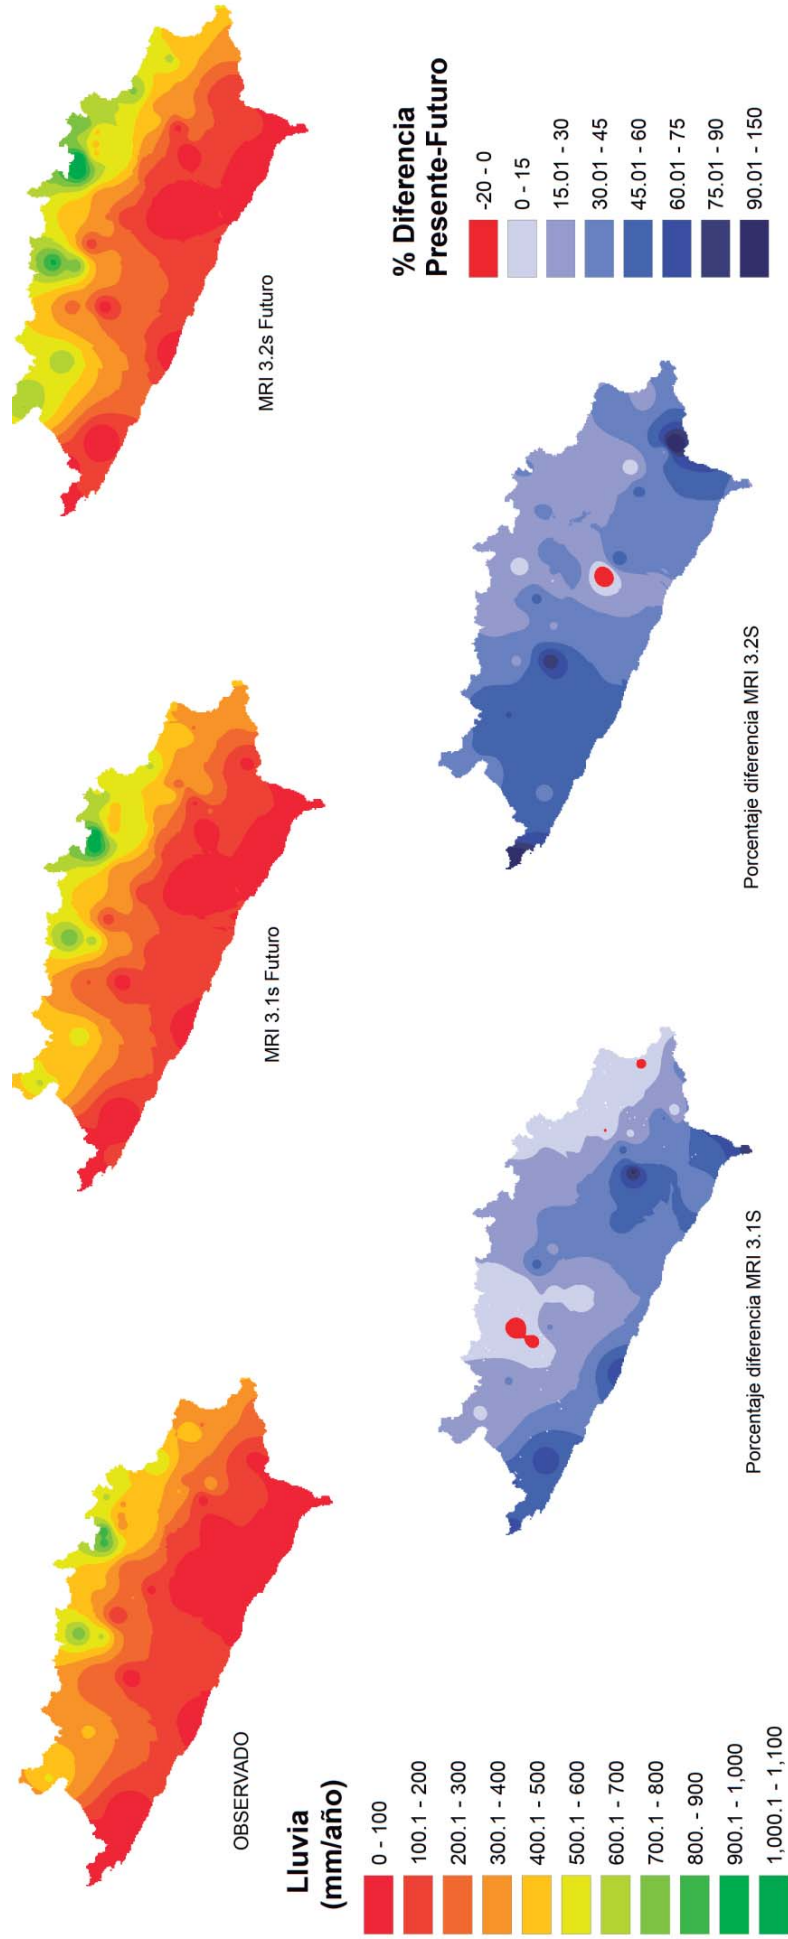 OBSERVADO
MRI 3.1s Futuro
MRI 3.2s Futuro
Lluvia
(mm/año)
0 - 100
100.1 - 200
200.1 - 300
300.1 - 400
400.1 - 500
500.1 - 600
600.1 - 700
700.1 - 800
800. - 900
900.1 - 1,000
1,000.1 - 1,100
Porcentaje diferencia MRI 3.1S
Porcentaje diferencia MRI 3.2S
% Diferencia
Presente-Futuro
-20 - 0
0 - 15
15.01 - 30
30.01 - 45
45.01 - 60
60.01 - 75
75.01 - 90
90.01 - 150